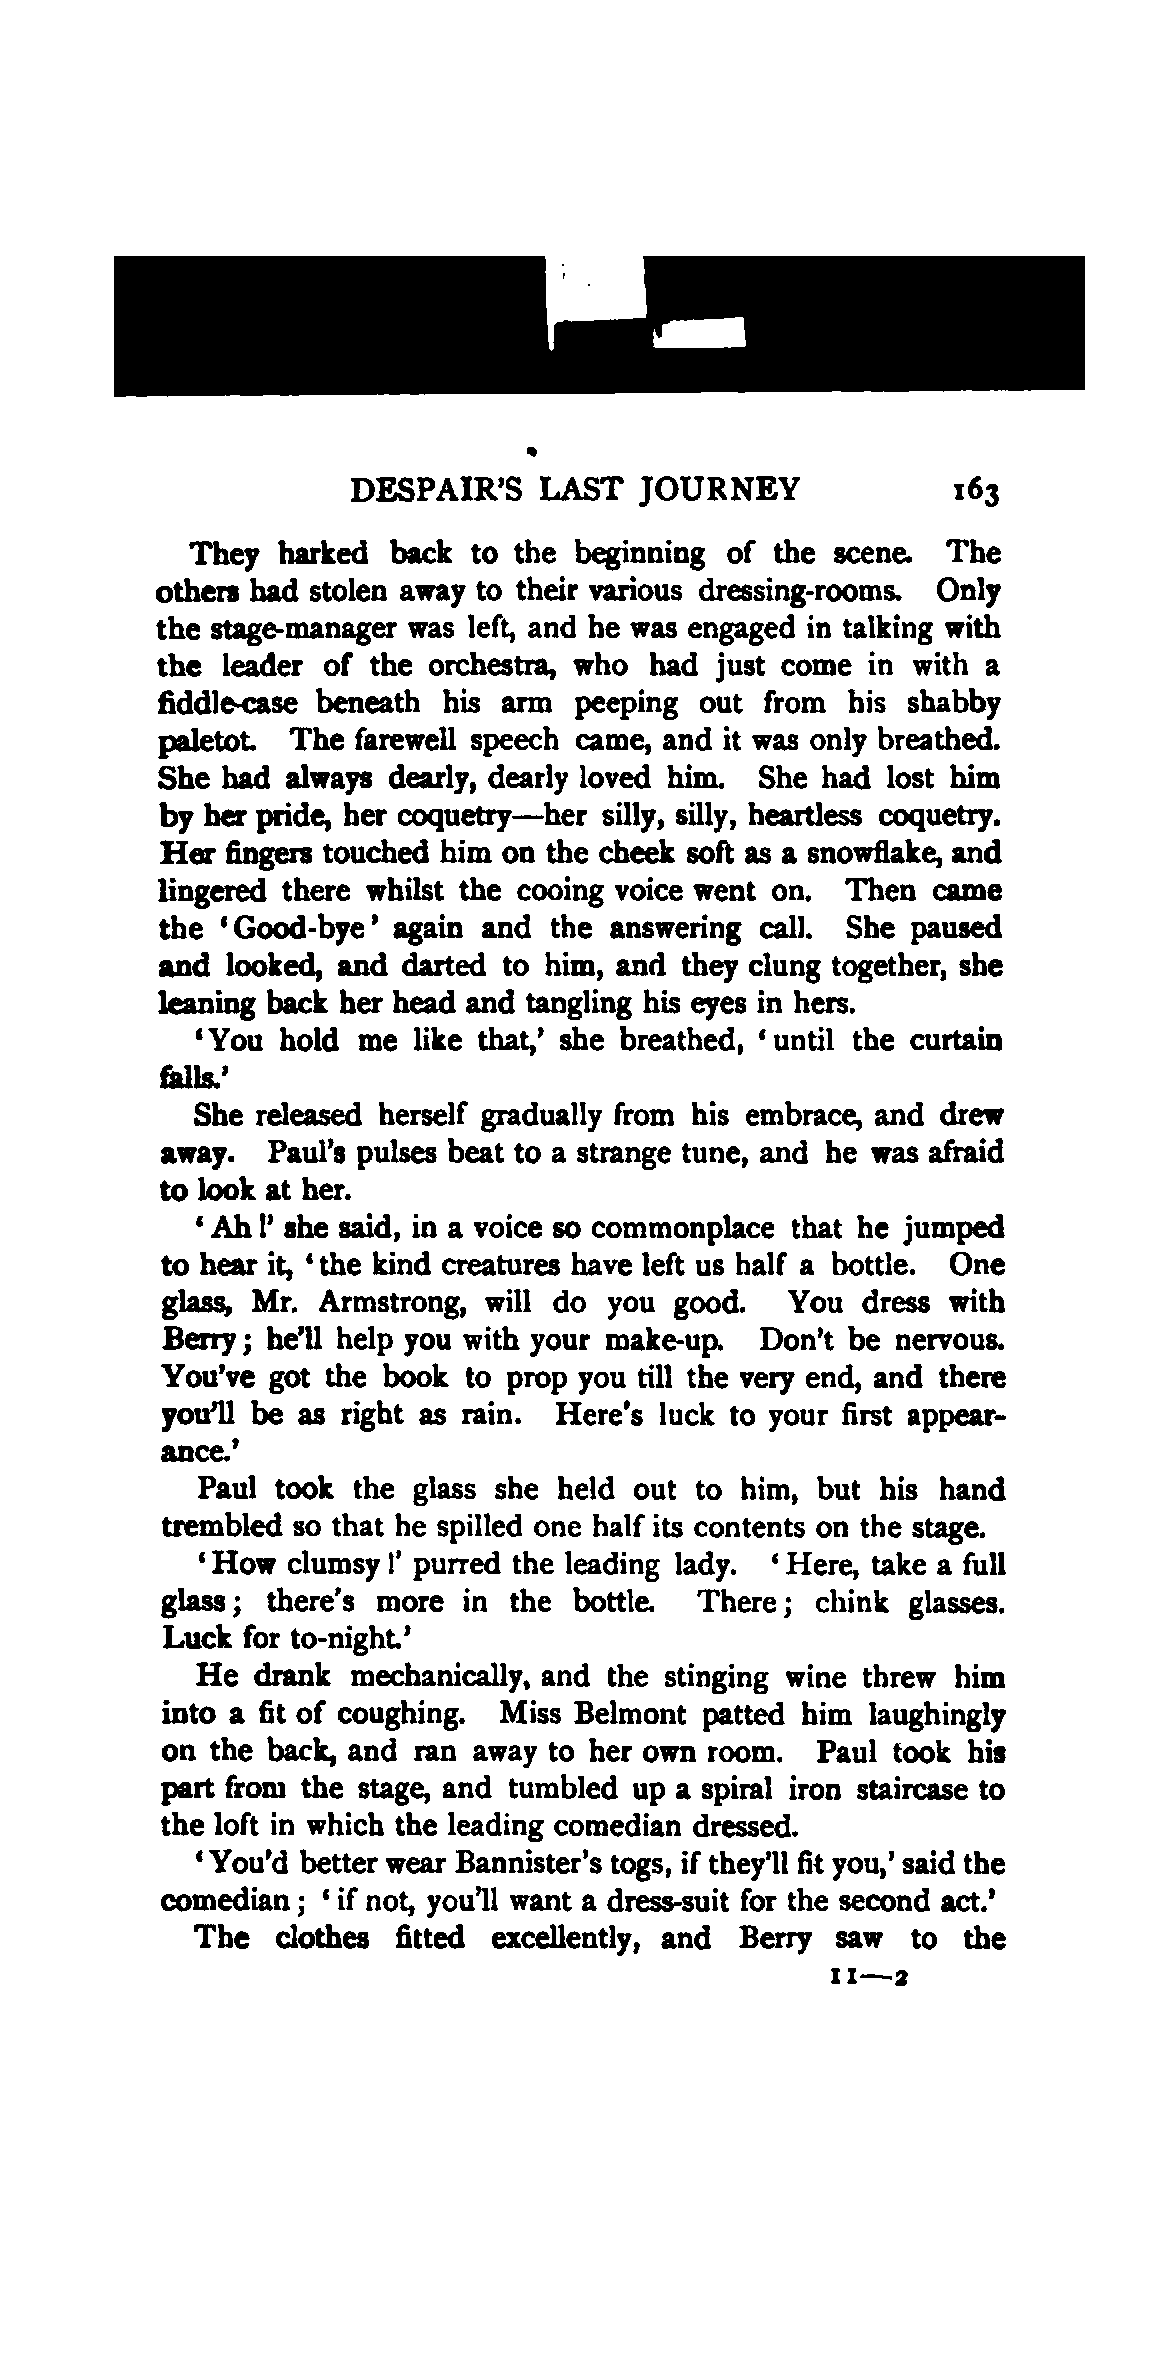 DESPAIR'S LAST JOURNEY 163
They harked back to the beginning of the scene. The
others had stolen away to their various dressing-rooms. Only
the stage-manager was left, and he was engaged in talking with
the leader of the orchestra, who had just come in with a
fiddle-case beneath his arm peeping out from his shabby
paletot. The farewell speech came, and it was only breathed.
She had always dearly, dearly loved him. She had lost him
by her pride, her coquetry—her silly, silly, heartless coquetry.
Her fingers touched him on the cheek soft as a snowflake, and
lingered there whilst the cooing voice went on. Then came
the 'Good-bye' again and the answering call. She paused
and looked, and darted to him, and they clung together, she
leaning back her head and tangling his eyes in hers.
'You hold me like that,' she breathed, 'until the curtain
falls.'
She released herself gradually from his embrace, and drew
away. Paul's pulses beat to a strange tune, and he was afraid
to look at her.
'Ah!' she said, in a voice so commonplace that he jumped
to hear it, 'the kind creatures have left us half a bottle. One
glass, Mr. Armstrong, will do you good. You dress with
Berry; he'll help you with your make-up. Don't be nervous.
You've got the book to prop you till the very end, and there
you'll be as right as rain. Here's luck to your first appear-
ance.'
Paul took the glass she held out to him, but his hand
trembled so that he spilled one half its contents on the stage.
'How clumsy!' purred the leading lady. 'Here, take a full
glass; there's more in the bottle. There; chink glasses.
Luck for to-night.'
He drank mechanically, and the stinging wine threw him
into a fit of coughing. Miss Belmont patted him laughingly
on the back, and ran away to her own room. Paul took his
part from the stage, and tumbled up a spiral iron staircase to
the loft in which the leading comedian dressed.
'You'd better wear Bannister's togs, if they'll fit you,' said the
comedian; 'if not, you'll want a dress-suit for the second act.'
The clothes fitted excellently, and Berry saw to the
11—2